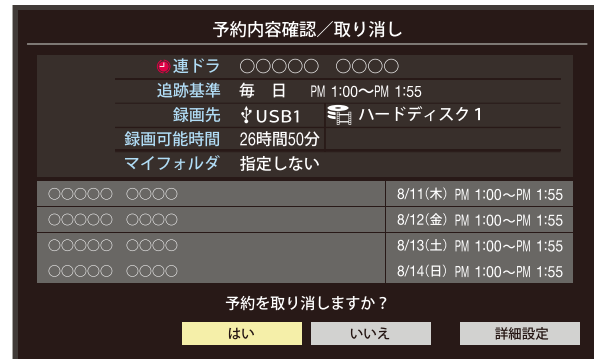 予約内容確認／取り消し
連ドラ ○○○○○ ○○○○
追跡基準 毎 日 PM 1:00～PM 1:55
録画先 USB1 ハードディスク1
録画可能時間 26時間50分
マイフォルダ 指定しない
○○○○○ ○○○○ 8/11(木) PM 1:00～PM 1:55
○○○○○ ○○○○ 8/12(金) PM 1:00～PM 1:55
○○○○○ ○○○○ 8/13(土) PM 1:00～PM 1:55
○○○○○ ○○○○ 8/14(日) PM 1:00～PM 1:55
予約を取り消しますか？
はい いいえ 詳細設定